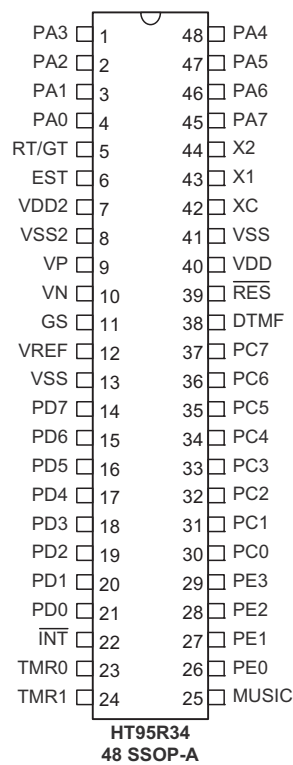 PA3 1 48 PA4
PA2 2 47 PA5
PA1 3 46 PA6
PA0 4 45 PA7
RT/GT 5 44 X2
EST 6 43 X1
VDD2 7 42 XC
VSS2 8 41 VSS
VP 9 40 VDD
VN 10 39 R̅E̅S̅
GS 11 38 DTMF
VREF 12 37 PC7
VSS 13 36 PC6
PD7 14 35 PC5
PD6 15 34 PC4
PD5 16 33 PC3
PD4 17 32 PC2
PD3 18 31 PC1
PD2 19 30 PC0
PD1 20 29 PE3
PD0 21 28 PE2
I̅N̅T̅ 22 27 PE1
TMR0 23 26 PE0
TMR1 24 25 MUSIC
HT95R34
48 SSOP-A